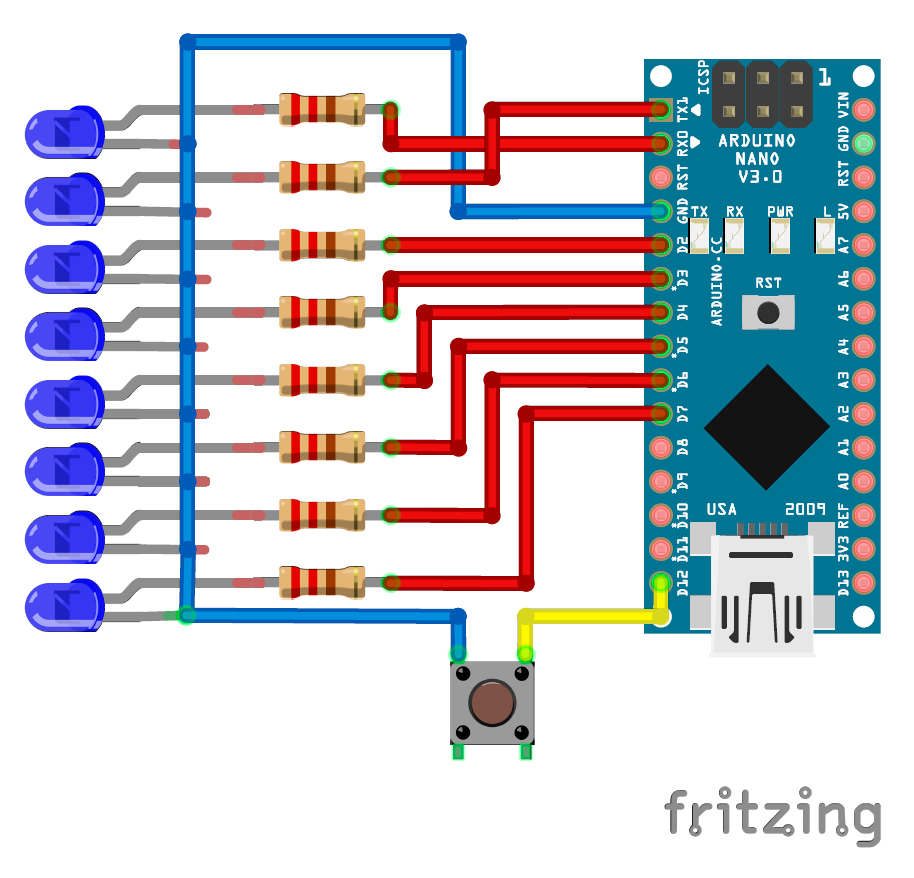 ICSP
1
TX1
RX0
RST
GND
D2
*D3
D4
*D5
*D6
D7
D8
*D9
*D10
*D11
D12
ARDUINO
NANO
V3.0
TX RX PWR L
ARDUINO.CC
RST
USA 2009
VIN
GND
RST
5V
A7
A6
A5
A4
A3
A2
A1
A0
REF
3V3
D13
fritzing